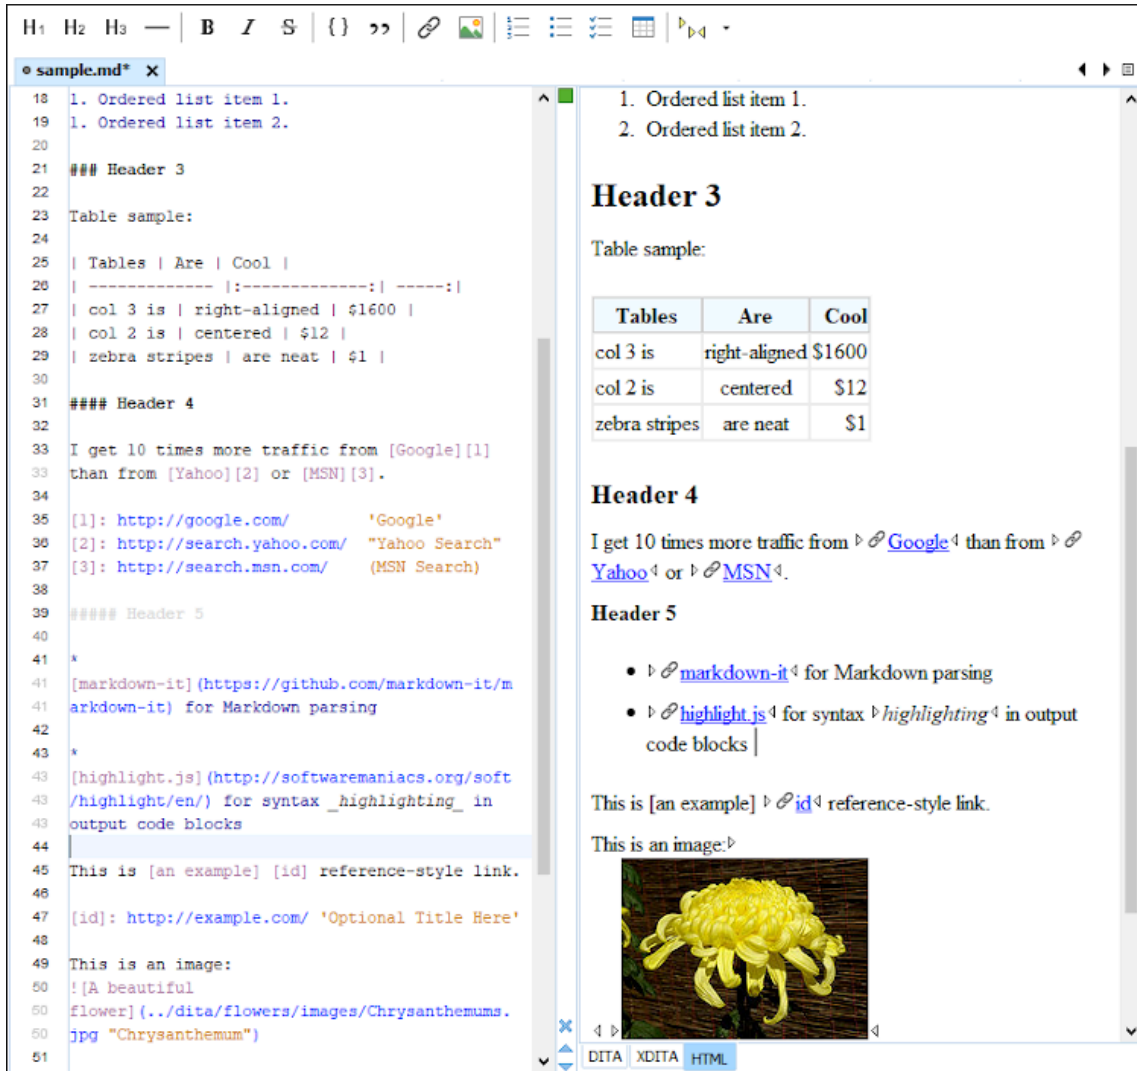 H1 H2 H3 — B I S {} ,,
sample.md* x
18 1. Ordered list item 1.
19 1. Ordered list item 2.
20
21 ### Header 3
22
23 Table sample:
24
25 | Tables | Are | Cool |
26 | ------------- |:-------------:| -----:|
27 | col 3 is | right-aligned | $1600 |
28 | col 2 is | centered | $12 |
29 | zebra stripes | are neat | $1 |
30
31 #### Header 4
32
33 I get 10 times more traffic from [Google][1]
33 than from [Yahoo][2] or [MSN][3].
34
35 [1]: http://google.com/ 'Google'
36 [2]: http://search.yahoo.com/ "Yahoo Search"
37 [3]: http://search.msn.com/ (MSN Search)
38
39 ##### Header 5
40
41 *
41 [markdown-it](https://github.com/markdown-it/m
41 arkdown-it) for Markdown parsing
42
43 *
43 [highlight.js](http://softwaremaniacs.org/soft
43 /highlight/en/) for syntax _highlighting_ in
43 output code blocks
44
45 This is [an example] [id] reference-style link.
46
47 [id]: http://example.com/ 'Optional Title Here'
48
49 This is an image:
50 ![A beautiful
50 flower](../dita/flowers/images/Chrysanthemums.
50 jpg "Chrysanthemum")
51
1. Ordered list item 1.
2. Ordered list item 2.
Header 3
Table sample:
Tables Are Cool
col 3 is right-aligned $1600
col 2 is centered $12
zebra stripes are neat $1
Header 4
I get 10 times more traffic from Google than from
Yahoo or MSN.
Header 5
• markdown-it for Markdown parsing
• highlight.js for syntax highlighting in output
code blocks
This is [an example] id reference-style link.
This is an image:
DITA XDITA HTML